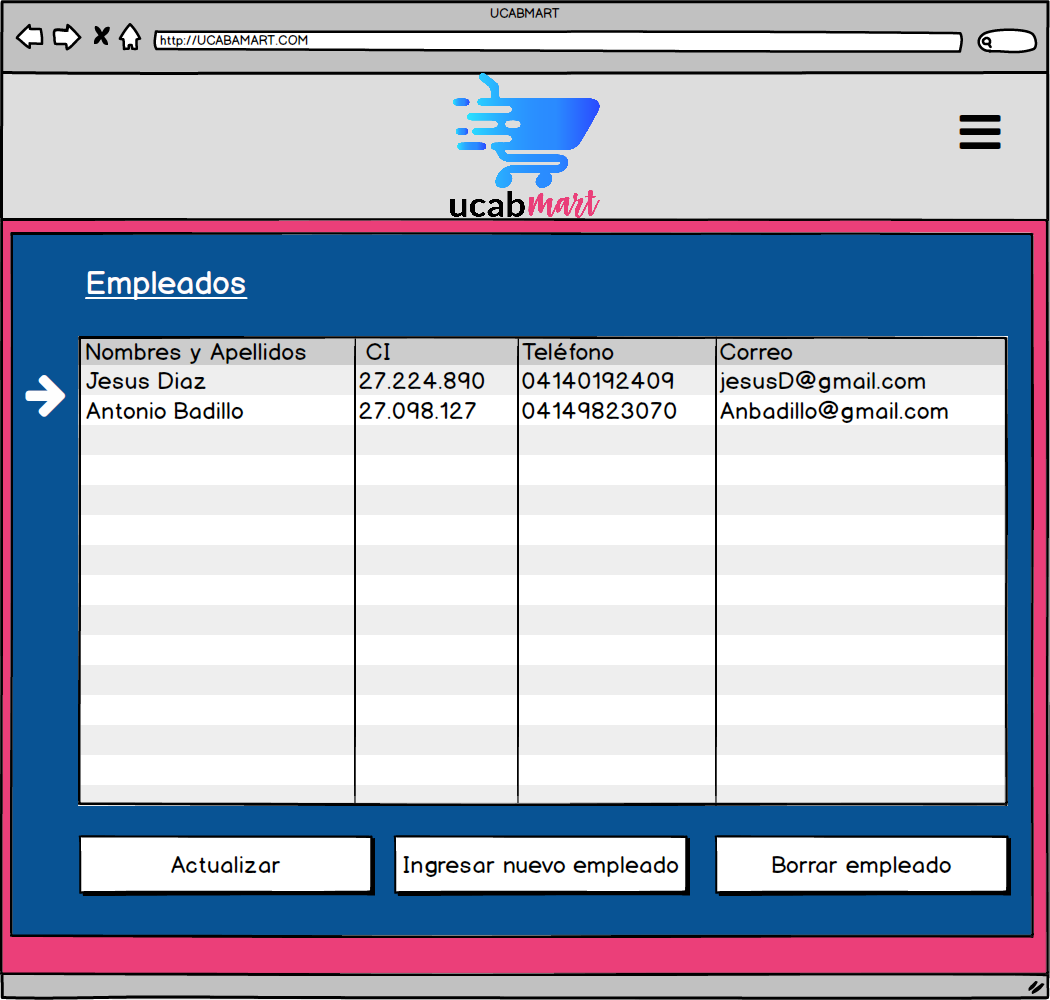 UCABMART
http://UCABAMART.COM
ucabmart
Empleados
Nombres y Apellidos CI Teléfono Correo
Jesus Diaz 27.224.890 04140192409 jesusD@gmail.com
Antonio Badillo 27.098.127 04149823070 Anbadillo@gmail.com
Actualizar Ingresar nuevo empleado Borrar empleado